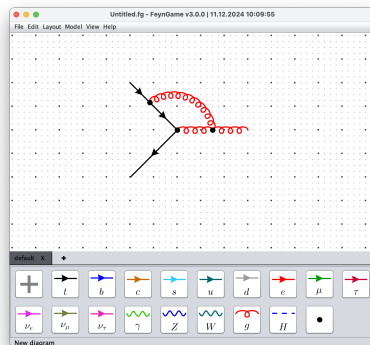 Untitled.fg - FeynGame v3.0.0 | 11.12.2024 10:09:55
File Edit Layout Model View Help
default X +
t b c s u d e μ τ
νe νμ ντ γ Z W g H
New diagram